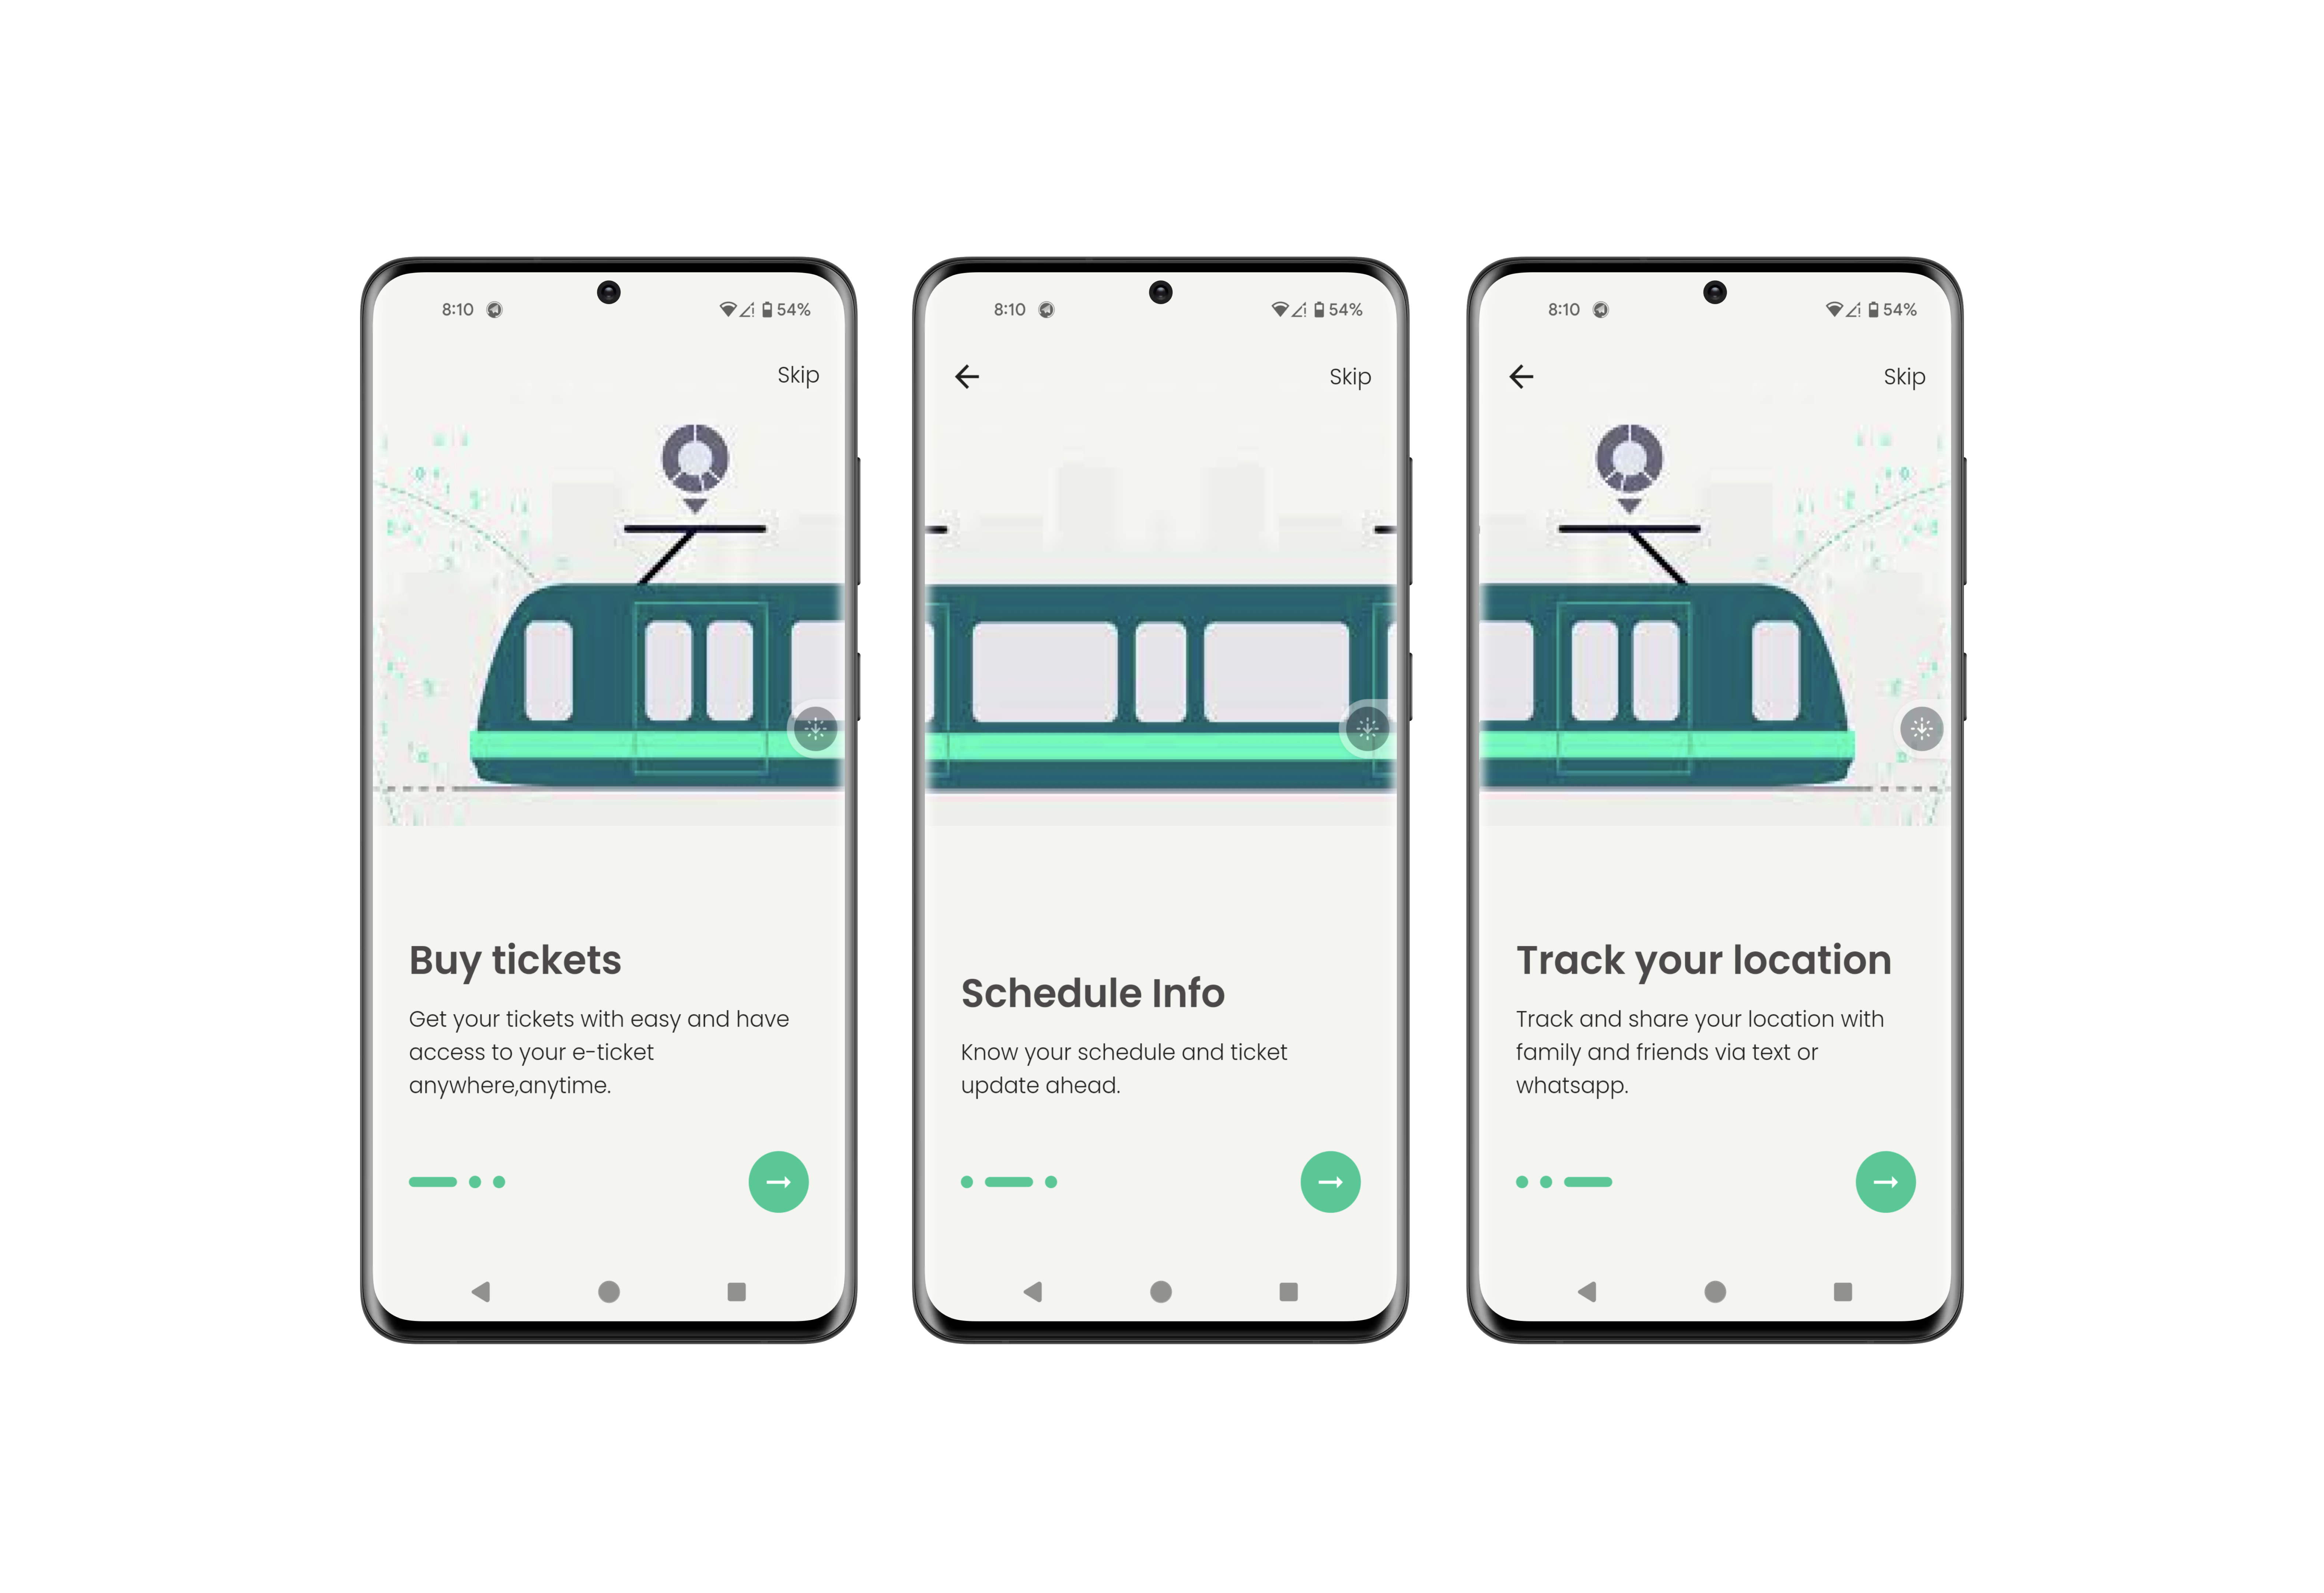 8:10 54%
Skip
Buy tickets
Get your tickets with easy and have
access to your e-ticket
anywhere,anytime.
8:10 54%
Skip
Schedule Info
Know your schedule and ticket
update ahead.
8:10 54%
Skip
Track your location
Track and share your location with
family and friends via text or
whatsapp.